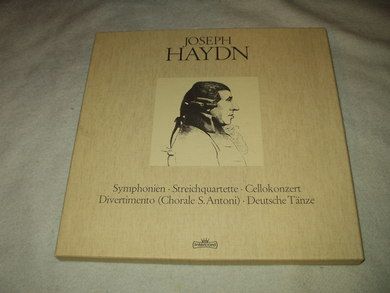 JOSEPH
HAYDN
Symphonien · Streichquartette · Cellokonzert
Divertimento (Chorale S. Antoni) · Deutsche Tänze